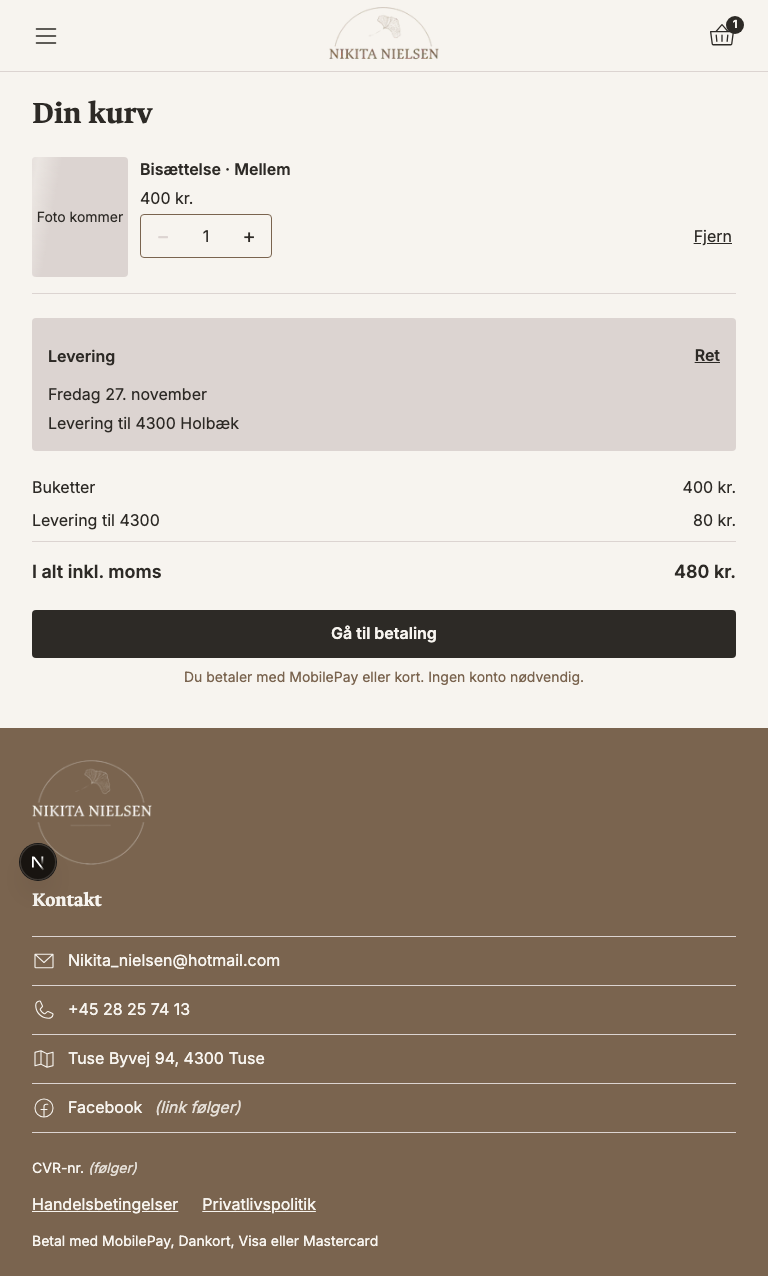 NIKITA NIELSEN
1
Din kurv
Foto kommer
Bisættelse · Mellem
400 kr.
− 1 +
Fjern
Levering
Ret
Fredag 27. november
Levering til 4300 Holbæk
Buketter 400 kr.
Levering til 4300 80 kr.
I alt inkl. moms 480 kr.
Gå til betaling
Du betaler med MobilePay eller kort. Ingen konto nødvendig.
NIKITA NIELSEN
N
Kontakt
Nikita_nielsen@hotmail.com
+45 28 25 74 13
Tuse Byvej 94, 4300 Tuse
Facebook (link følger)
CVR-nr. (følger)
Handelsbetingelser Privatlivspolitik
Betal med MobilePay, Dankort, Visa eller Mastercard